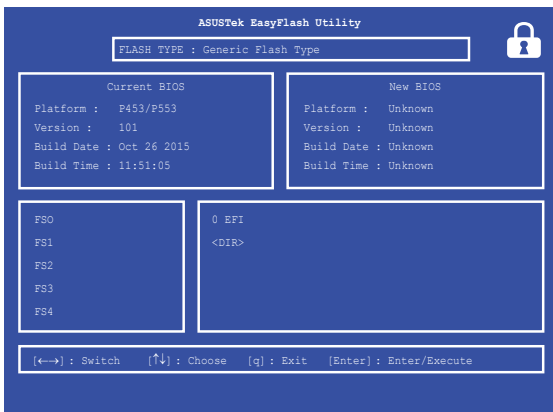 ASUSTek EasyFlash Utility
FLASH TYPE : Generic Flash Type
Current BIOS
Platform : P453/P553
Version : 101
Build Date : Oct 26 2015
Build Time : 11:51:05
New BIOS
Platform : Unknown
Version : Unknown
Build Date : Unknown
Build Time : Unknown
FSO
FS1
FS2
FS3
FS4
0 EFI
<DIR>
[←→] : Switch [↑↓] : Choose [q] : Exit [Enter] : Enter/Execute